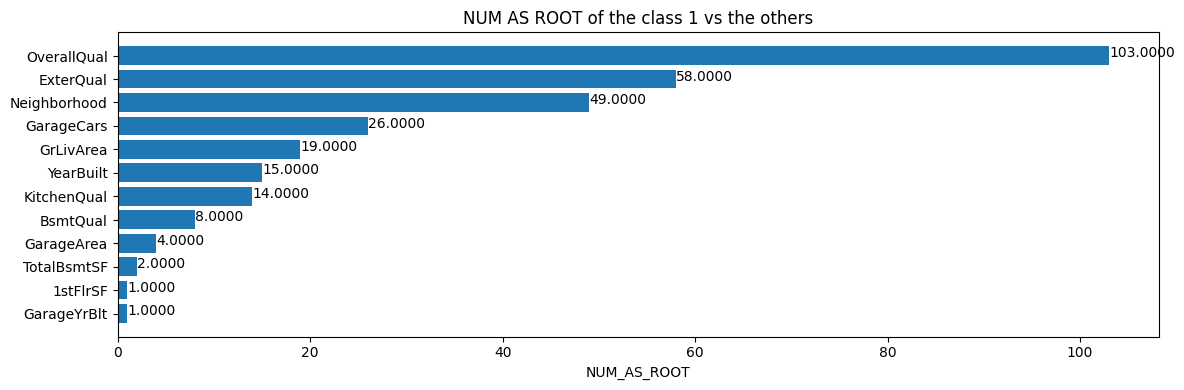 NUM AS ROOT of the class 1 vs the others
OverallQual 103.0000
ExterQual 58.0000
Neighborhood 49.0000
GarageCars 26.0000
GrLivArea 19.0000
YearBuilt 15.0000
KitchenQual 14.0000
BsmtQual 8.0000
GarageArea 4.0000
TotalBsmtSF 2.0000
1stFlrSF 1.0000
GarageYrBlt 1.0000
0 20 40 60 80 100
NUM_AS_ROOT